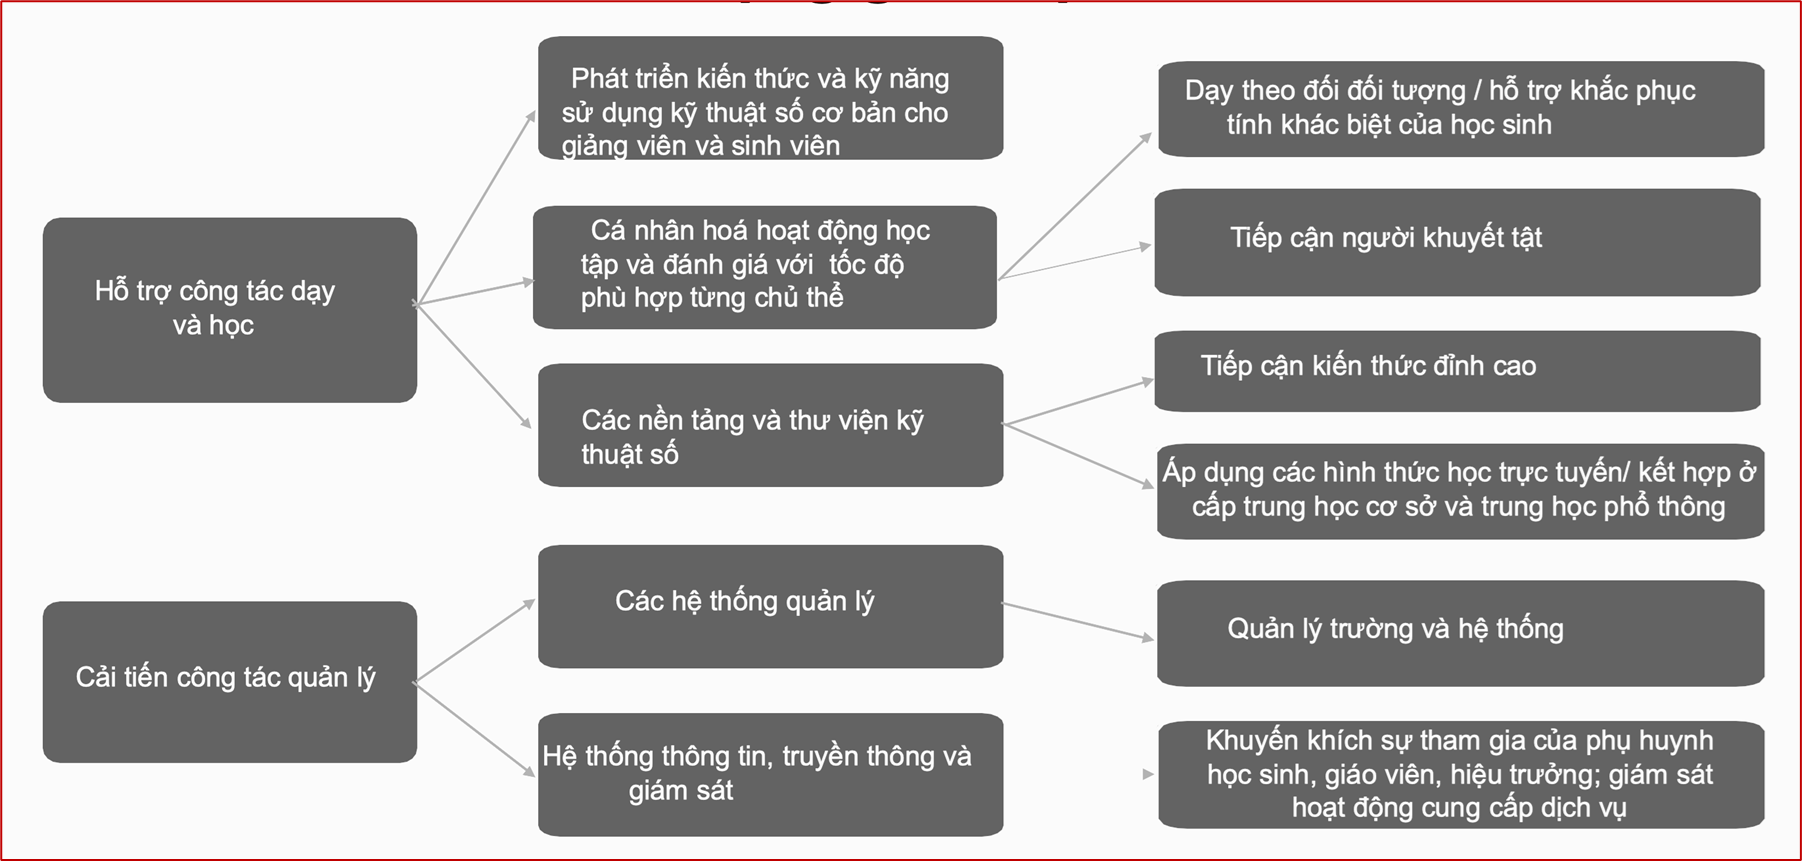 Phát triển kiến thức và kỹ năng
sử dụng kỹ thuật số cơ bản cho
giảng viên và sinh viên
Dạy theo đối đối tượng / hỗ trợ khắc phục
tính khác biệt của học sinh
Cá nhân hoá hoạt động học
tập và đánh giá với tốc độ
phù hợp từng chủ thể
Tiếp cận người khuyết tật
Hỗ trợ công tác dạy
và học
Tiếp cận kiến thức đỉnh cao
Các nền tảng và thư viện kỹ
thuật số
Áp dụng các hình thức học trực tuyến/ kết hợp ở
cấp trung học cơ sở và trung học phổ thông
Các hệ thống quản lý
Quản lý trường và hệ thống
Cải tiến công tác quản lý
Hệ thống thông tin, truyền thông và
giám sát
Khuyến khích sự tham gia của phụ huynh
học sinh, giáo viên, hiệu trưởng; giám sát
hoạt động cung cấp dịch vụ